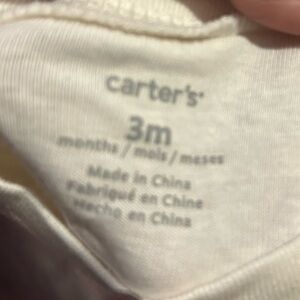 carter's
3m
months / mois / meses
Made in China
Fabriqué en Chine
Hecho en China